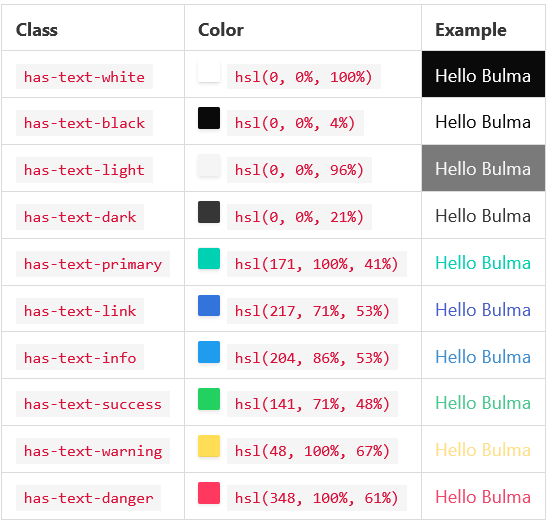 Class Color Example
has-text-white hsl(0, 0%, 100%) Hello Bulma
has-text-black hsl(0, 0%, 4%) Hello Bulma
has-text-light hsl(0, 0%, 96%) Hello Bulma
has-text-dark hsl(0, 0%, 21%) Hello Bulma
has-text-primary hsl(171, 100%, 41%) Hello Bulma
has-text-link hsl(217, 71%, 53%) Hello Bulma
has-text-info hsl(204, 86%, 53%) Hello Bulma
has-text-success hsl(141, 71%, 48%) Hello Bulma
has-text-warning hsl(48, 100%, 67%) Hello Bulma
has-text-danger hsl(348, 100%, 61%) Hello Bulma